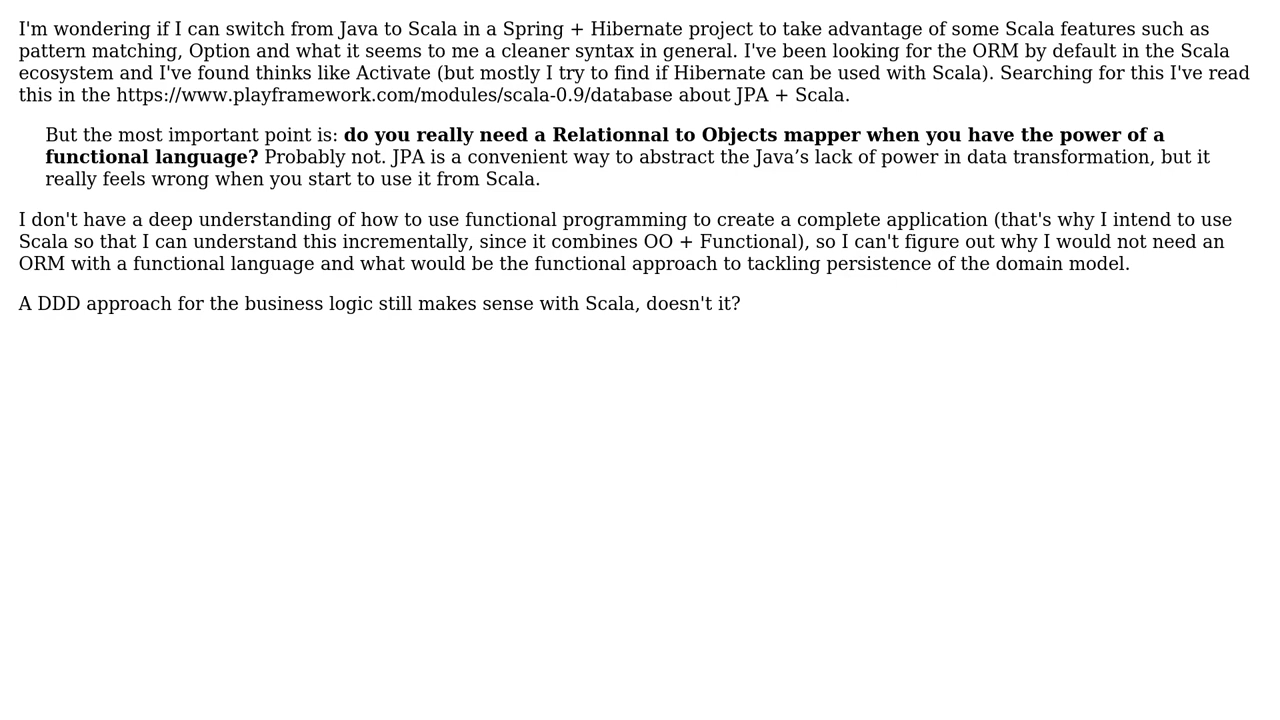 I'm wondering if I can switch from Java to Scala in a Spring + Hibernate project to take advantage of some Scala features such as
pattern matching, Option and what it seems to me a cleaner syntax in general. I've been looking for the ORM by default in the Scala
ecosystem and I've found thinks like Activate (but mostly I try to find if Hibernate can be used with Scala). Searching for this I've read
this in the https://www.playframework.com/modules/scala-0.9/database about JPA + Scala.
But the most important point is: do you really need a Relationnal to Objects mapper when you have the power of a
functional language? Probably not. JPA is a convenient way to abstract the Java’s lack of power in data transformation, but it
really feels wrong when you start to use it from Scala.
I don't have a deep understanding of how to use functional programming to create a complete application (that's why I intend to use
Scala so that I can understand this incrementally, since it combines OO + Functional), so I can't figure out why I would not need an
ORM with a functional language and what would be the functional approach to tackling persistence of the domain model.
A DDD approach for the business logic still makes sense with Scala, doesn't it?